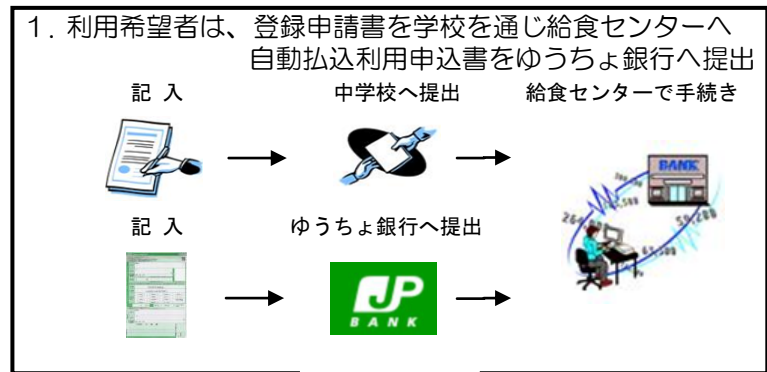 1. 利用希望者は、登録申請書を学校を通じ給食センターへ
自動払込利用申込書をゆうちょ銀行へ提出
記 入
中学校へ提出
給食センターで手続き
BANK
59,200
63,500
記 入
ゆうちょ銀行へ提出
JP
BANK